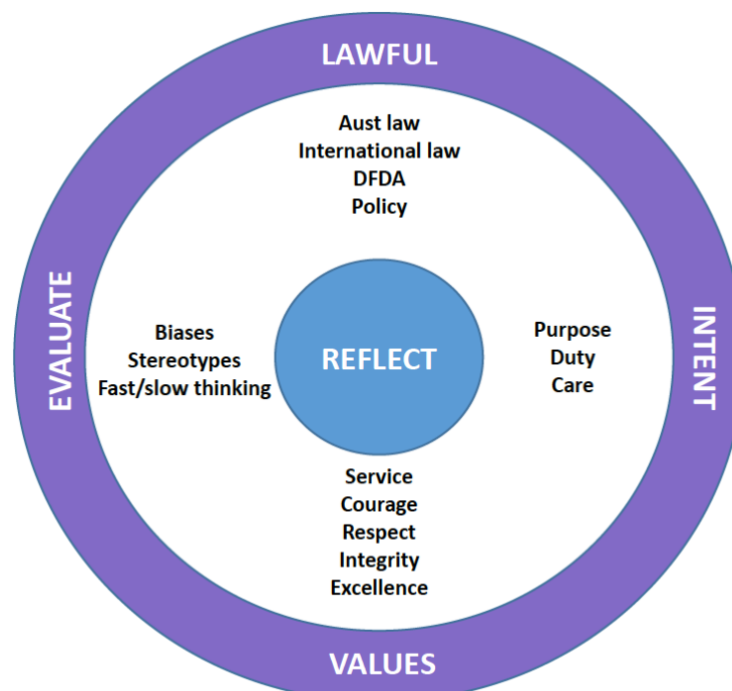 LAWFUL
Aust law
International law
DFDA
Policy
EVALUATE
Biases
Stereotypes
Fast/slow thinking
REFLECT
Purpose
Duty
Care
INTENT
Service
Courage
Respect
Integrity
Excellence
VALUES